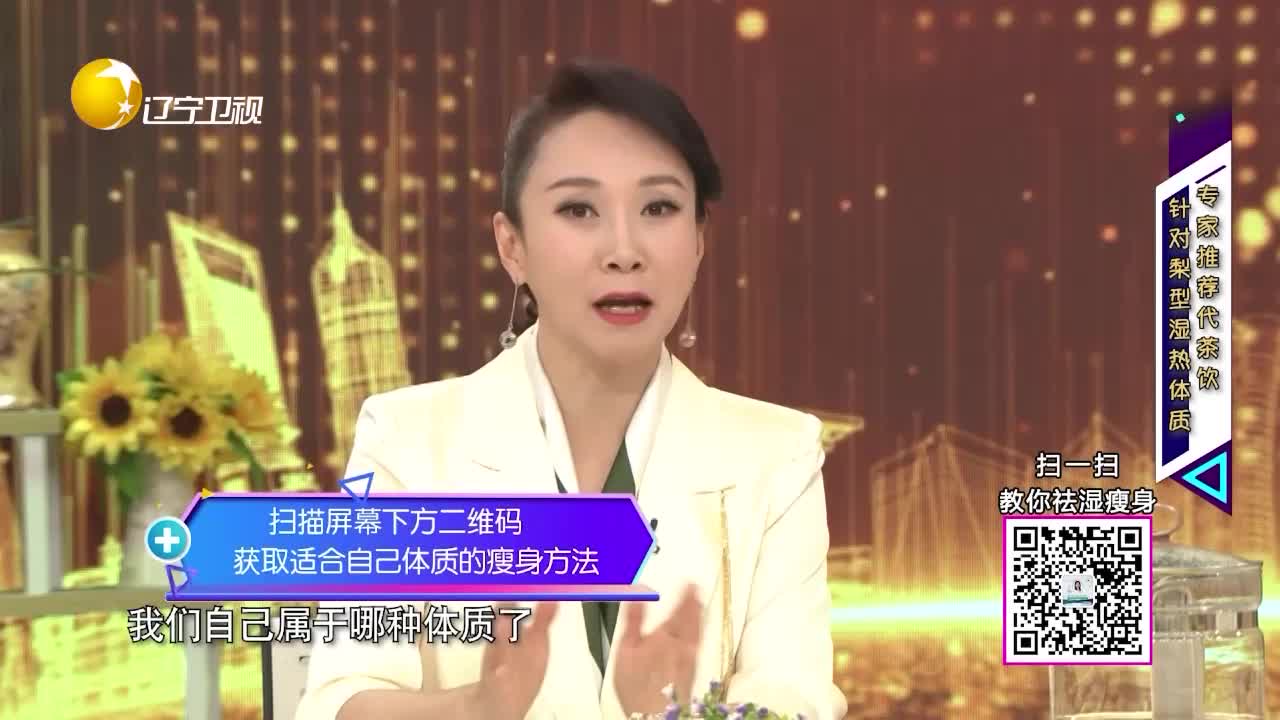 辽宁卫视
专家推荐代茶饮
针对梨型湿热体质
扫一扫
教你祛湿瘦身
扫描屏幕下方二维码
获取适合自己体质的瘦身方法
我们自己属于哪种体质了